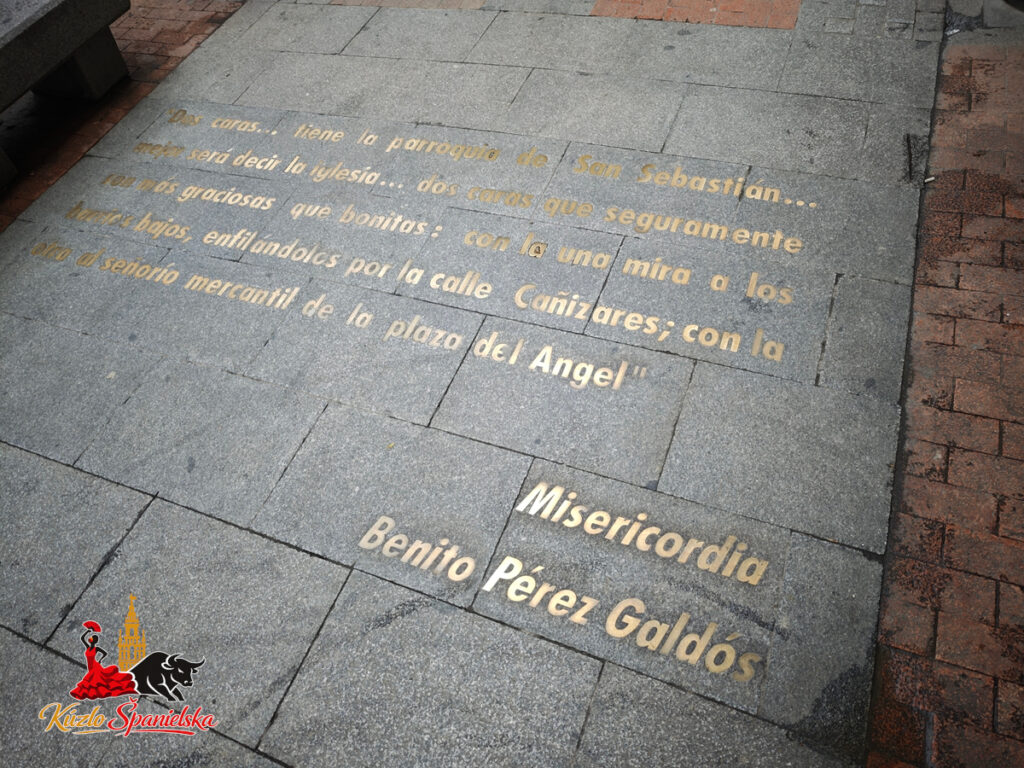 "Dos caras... tiene la parroquia de San Sebastián...
mejor será decir la iglesia... dos caras que seguramente
son más graciosas que bonitas: con la una mira a los
barrios bajos, enfilándolos por la calle Cañizares; con la
otra al señorío mercantil de la plaza del Angel"
Misericordia
Benito Pérez Galdós
Kúzlo Španielska